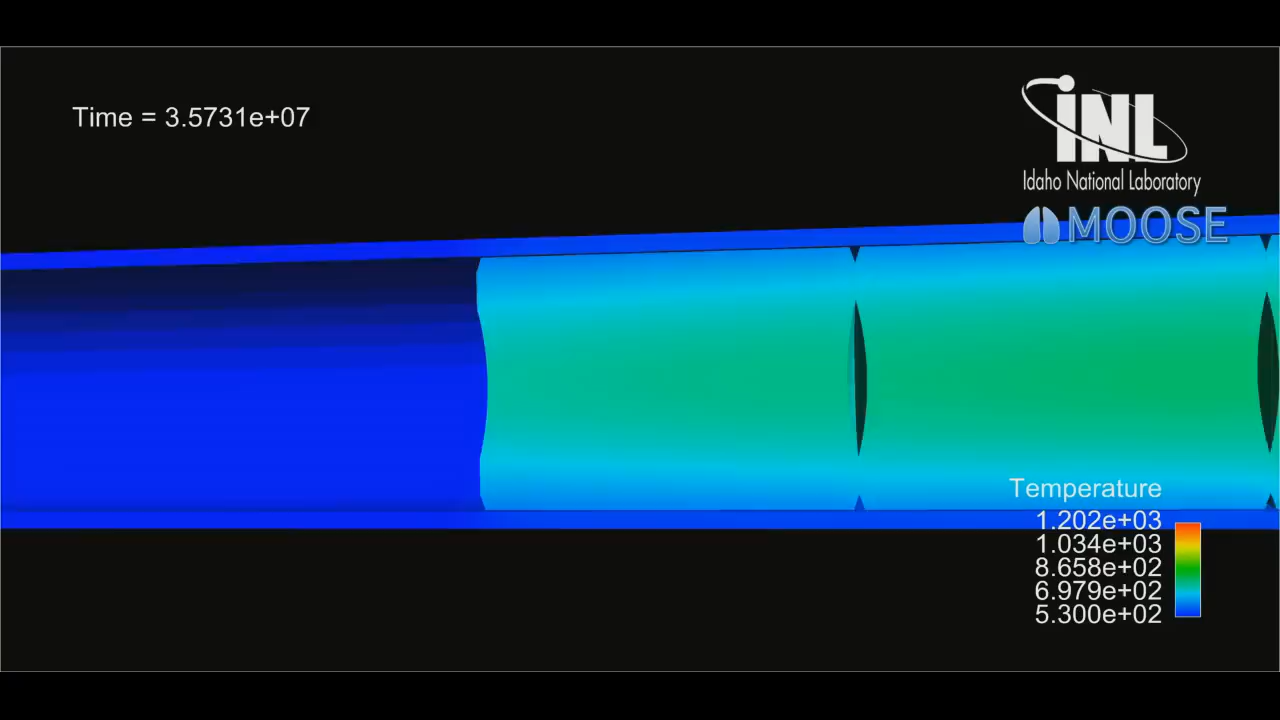 Time = 3.5731e+07
iNL
Idaho National Laboratory
MOOSE
Temperature
1.202e+03
1.034e+03
8.658e+02
6.979e+02
5.300e+02